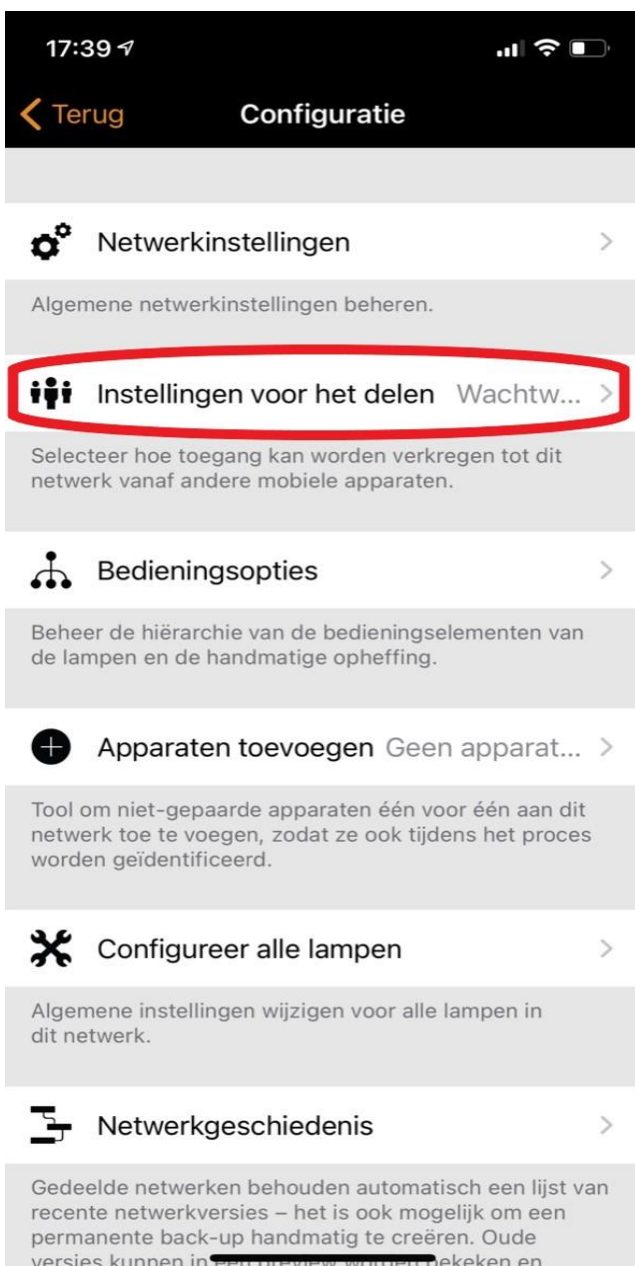 17:39
Terug
Configuratie
Netwerkinstellingen
Algemene netwerkinstellingen beheren.
Instellingen voor het delen Wachtw...
Selecteer hoe toegang kan worden verkregen tot dit
netwerk vanaf andere mobiele apparaten.
Bedieningsopties
Beheer de hiërarchie van de bedieningselementen van
de lampen en de handmatige opheffing.
Apparaten toevoegen Geen apparat...
Tool om niet-gepaarde apparaten één voor één aan dit
netwerk toe te voegen, zodat ze ook tijdens het proces
worden geïdentificeerd.
Configureer alle lampen
Algemene instellingen wijzigen voor alle lampen in
dit netwerk.
Netwerkgeschiedenis
Gedeelde netwerken behouden automatisch een lijst van
recente netwerkversies – het is ook mogelijk om een
permanente back-up handmatig te creëren. Oude
versies kunnen in een preview worden bekeken en